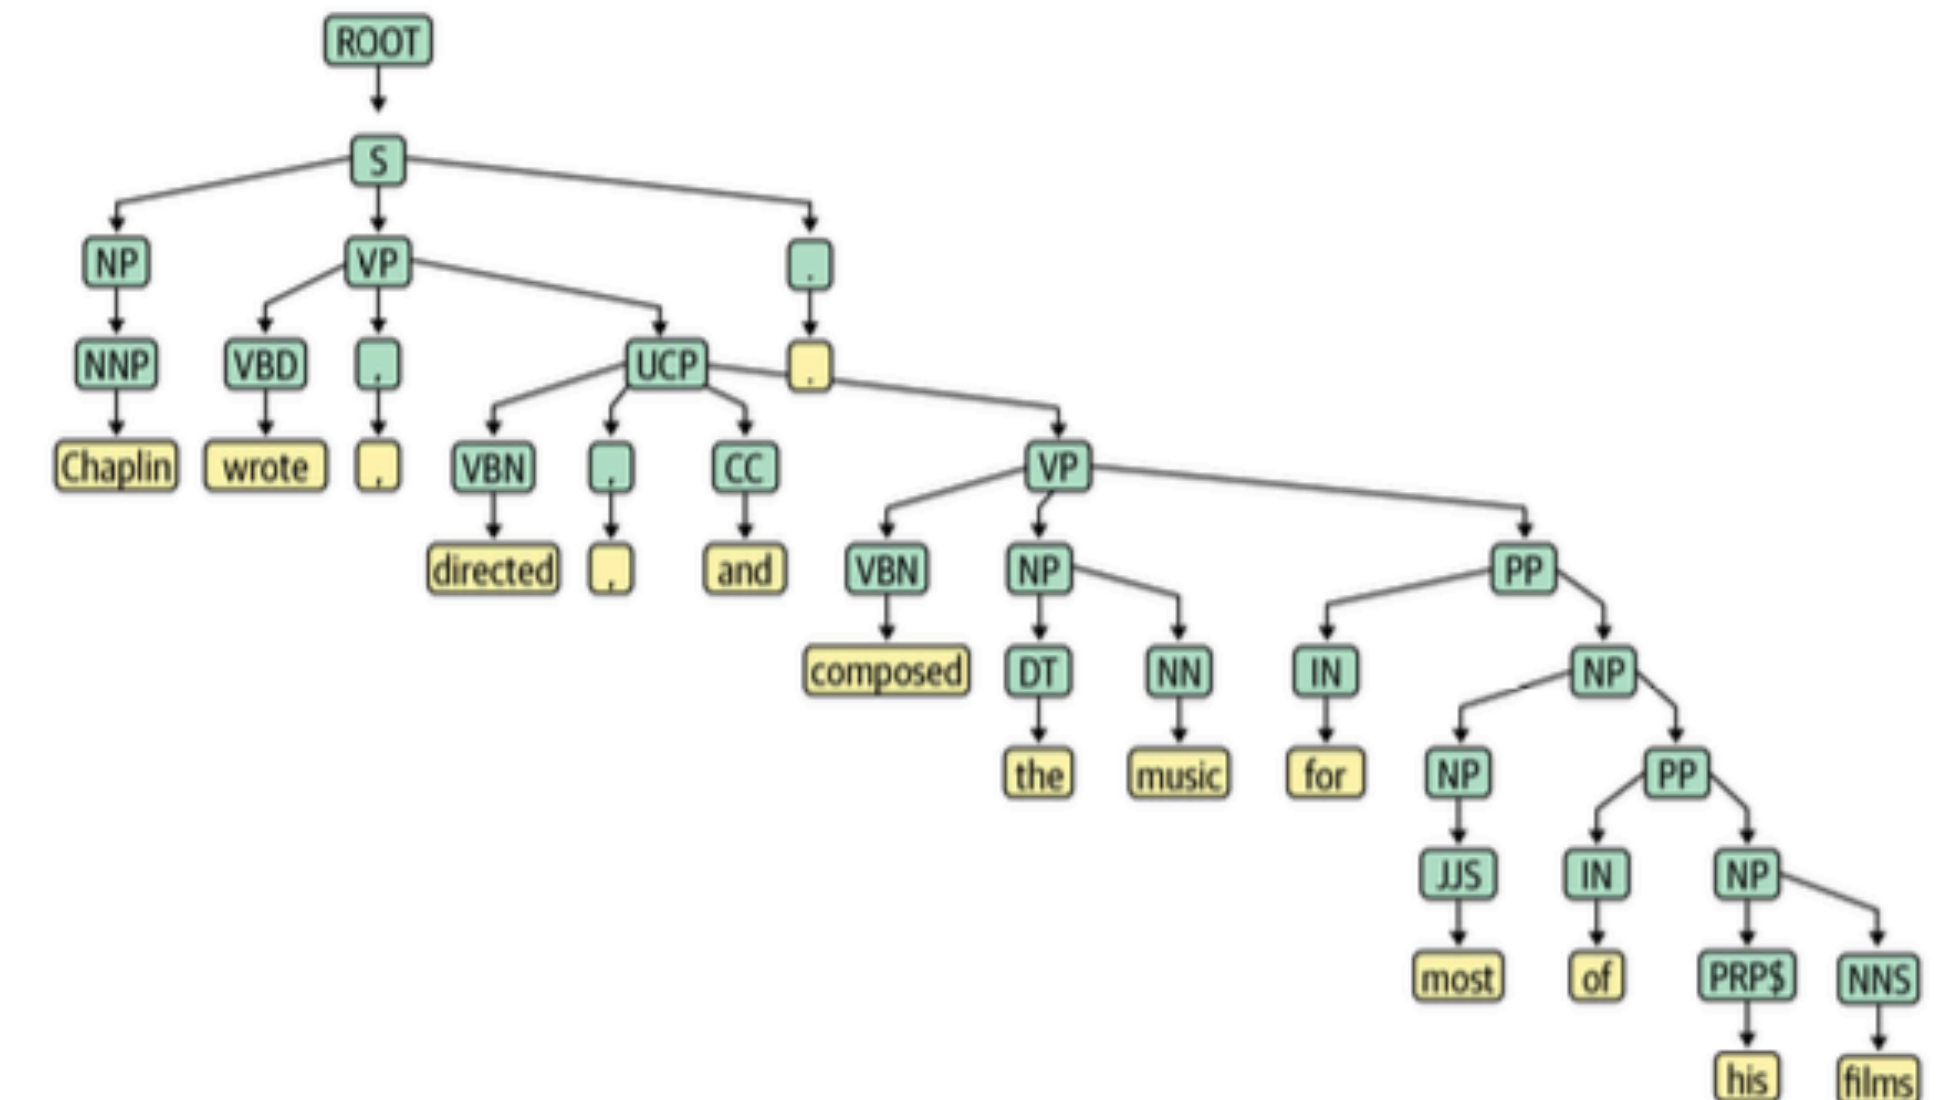 ROOT
S
NP VP .
NNP VBD , UCP .
Chaplin wrote , VBN , CC VP
directed , and VBN NP PP
composed DT NN IN NP
the music for NP PP
JJS IN NP
most of PRP$ NNS
his films